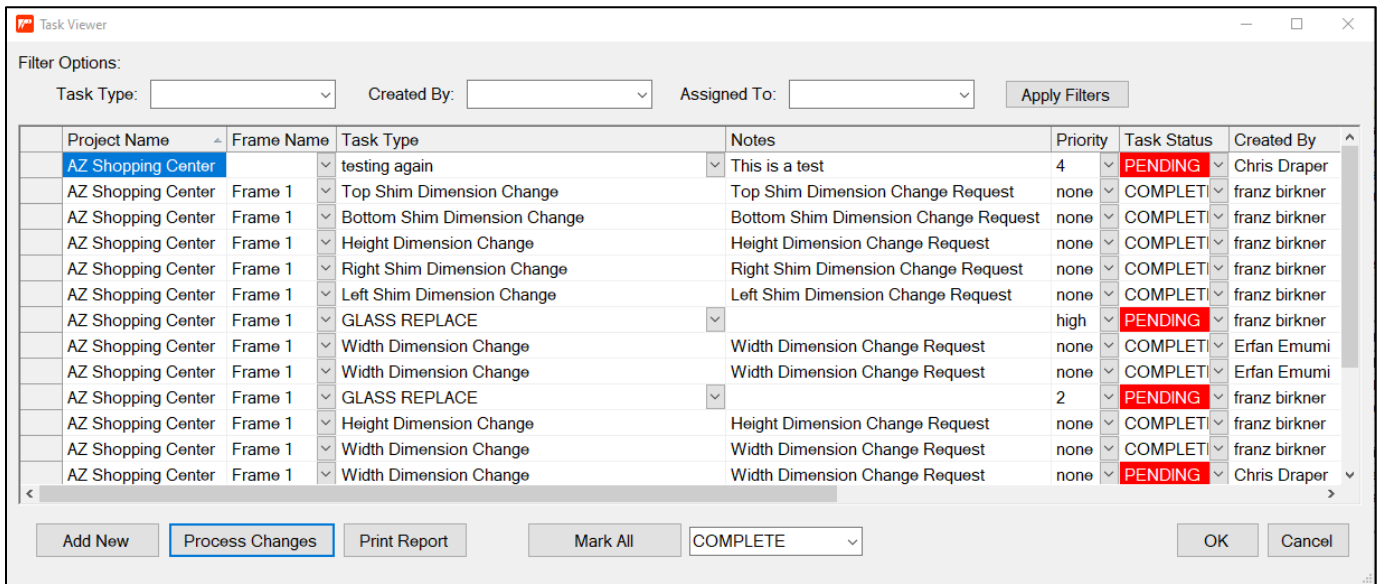 Task Viewer
Filter Options:
Task Type: Created By: Assigned To: Apply Filters
Project Name Frame Name Task Type Notes Priority Task Status Created By
AZ Shopping Center testing again This is a test 4 PENDING Chris Draper
AZ Shopping Center Frame 1 Top Shim Dimension Change Top Shim Dimension Change Request none COMPLETI franz birkner
AZ Shopping Center Frame 1 Bottom Shim Dimension Change Bottom Shim Dimension Change Request none COMPLETI franz birkner
AZ Shopping Center Frame 1 Height Dimension Change Height Dimension Change Request none COMPLETI franz birkner
AZ Shopping Center Frame 1 Right Shim Dimension Change Right Shim Dimension Change Request none COMPLETI franz birkner
AZ Shopping Center Frame 1 Left Shim Dimension Change Left Shim Dimension Change Request none COMPLETI franz birkner
AZ Shopping Center Frame 1 GLASS REPLACE high PENDING franz birkner
AZ Shopping Center Frame 1 Width Dimension Change Width Dimension Change Request none COMPLETI Erfan Emumi
AZ Shopping Center Frame 1 Width Dimension Change Width Dimension Change Request none COMPLETI Erfan Emumi
AZ Shopping Center Frame 1 GLASS REPLACE 2 PENDING franz birkner
AZ Shopping Center Frame 1 Height Dimension Change Height Dimension Change Request none COMPLETI franz birkner
AZ Shopping Center Frame 1 Width Dimension Change Width Dimension Change Request none COMPLETI franz birkner
AZ Shopping Center Frame 1 Width Dimension Change Width Dimension Change Request none PENDING Chris Draper
Add New Process Changes Print Report Mark All COMPLETE OK Cancel